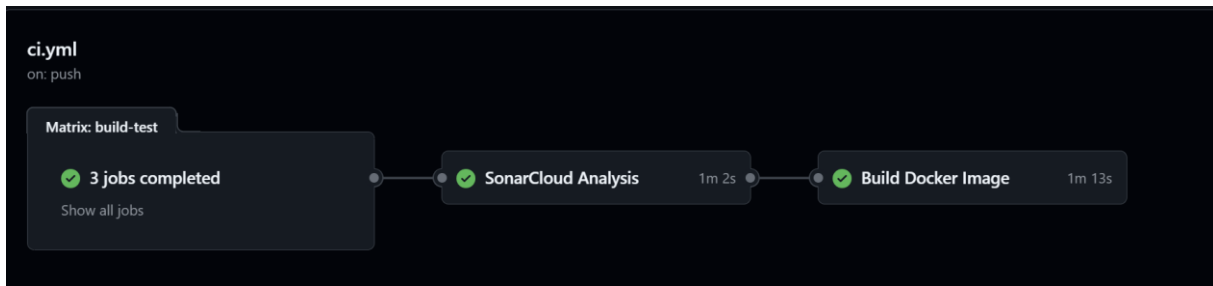 ci.yml
on: push
Matrix: build-test
3 jobs completed
Show all jobs
SonarCloud Analysis 1m 2s
Build Docker Image 1m 13s